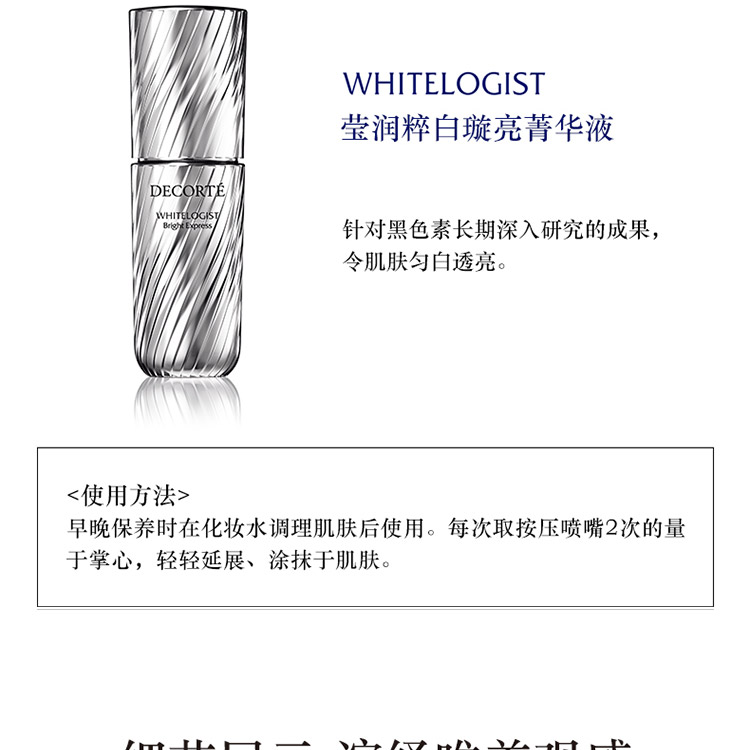 WHITELOGIST
莹润粹白璇亮菁华液
DECORTÉ
WHITELOGIST
Bright Express
针对黑色素长期深入研究的成果，
令肌肤匀白透亮。
<使用方法>
早晚保养时在化妆水调理肌肤后使用。每次取按压喷嘴2次的量
于掌心，轻轻延展、涂抹于肌肤。